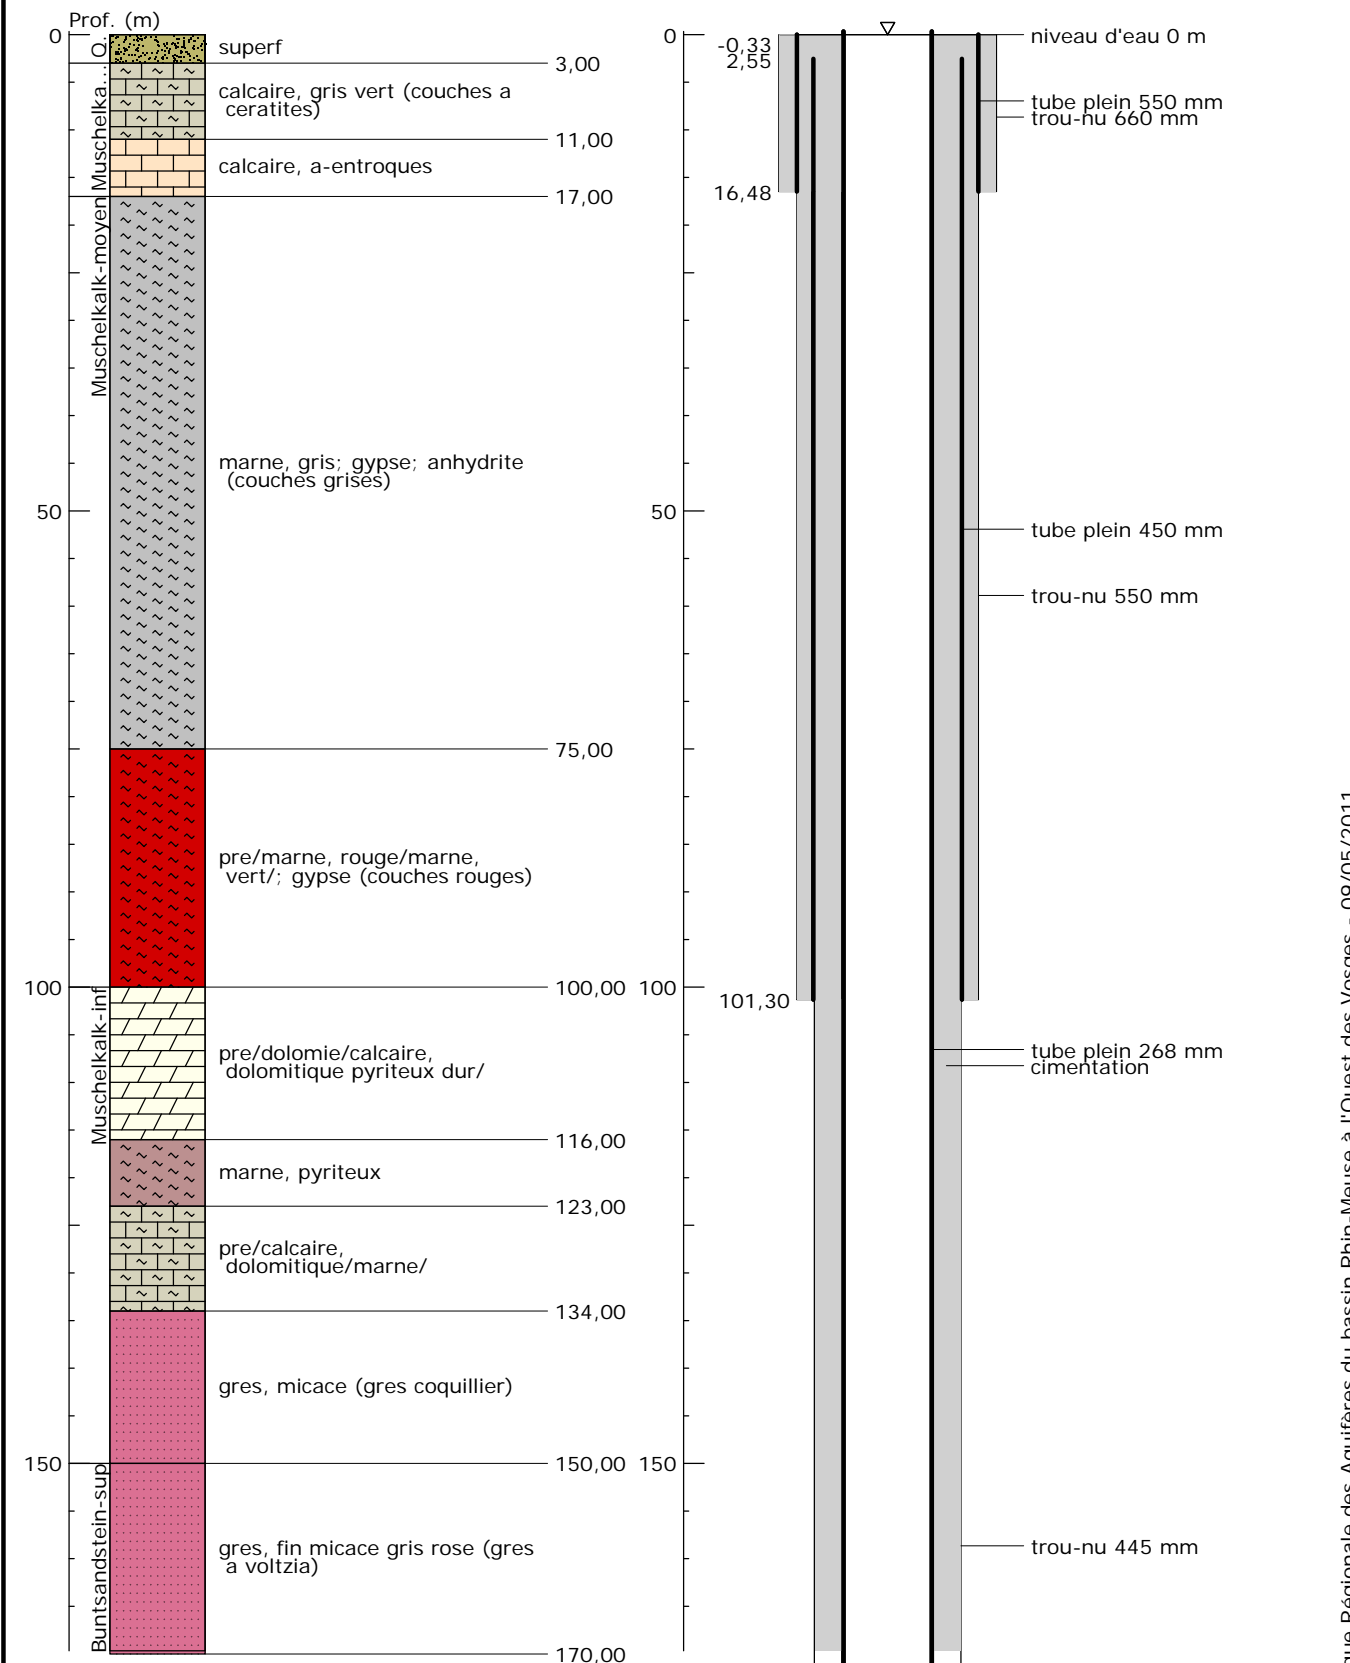 Prof. (m)
0
50
100
150
Q.
Muschelka...
Muschelkalk-moyen
Muschelkalk-inf
Buntsandstein-sup
superf
3,00
calcaire, gris vert (couches a
ceratites)
11,00
calcaire, a-entroques
17,00
marne, gris; gypse; anhydrite
(couches grises)
75,00
pre/marne, rouge/marne,
vert/; gypse (couches rouges)
100,00
pre/dolomie/calcaire,
dolomitique pyriteux dur/
116,00
marne, pyriteux
123,00
pre/calcaire,
dolomitique/marne/
134,00
gres, micace (gres coquillier)
150,00
gres, fin micace gris rose (gres
a voltzia)
170,00
0
50
100
150
-0,33
2,55
16,48
101,30
niveau d'eau 0 m
tube plein 550 mm
trou-nu 660 mm
tube plein 450 mm
trou-nu 550 mm
tube plein 268 mm
cimentation
trou-nu 445 mm
Régionale des Aquifères du bassin Rhin-Meuse à l'Ouest des Vosges - 09/05/2011